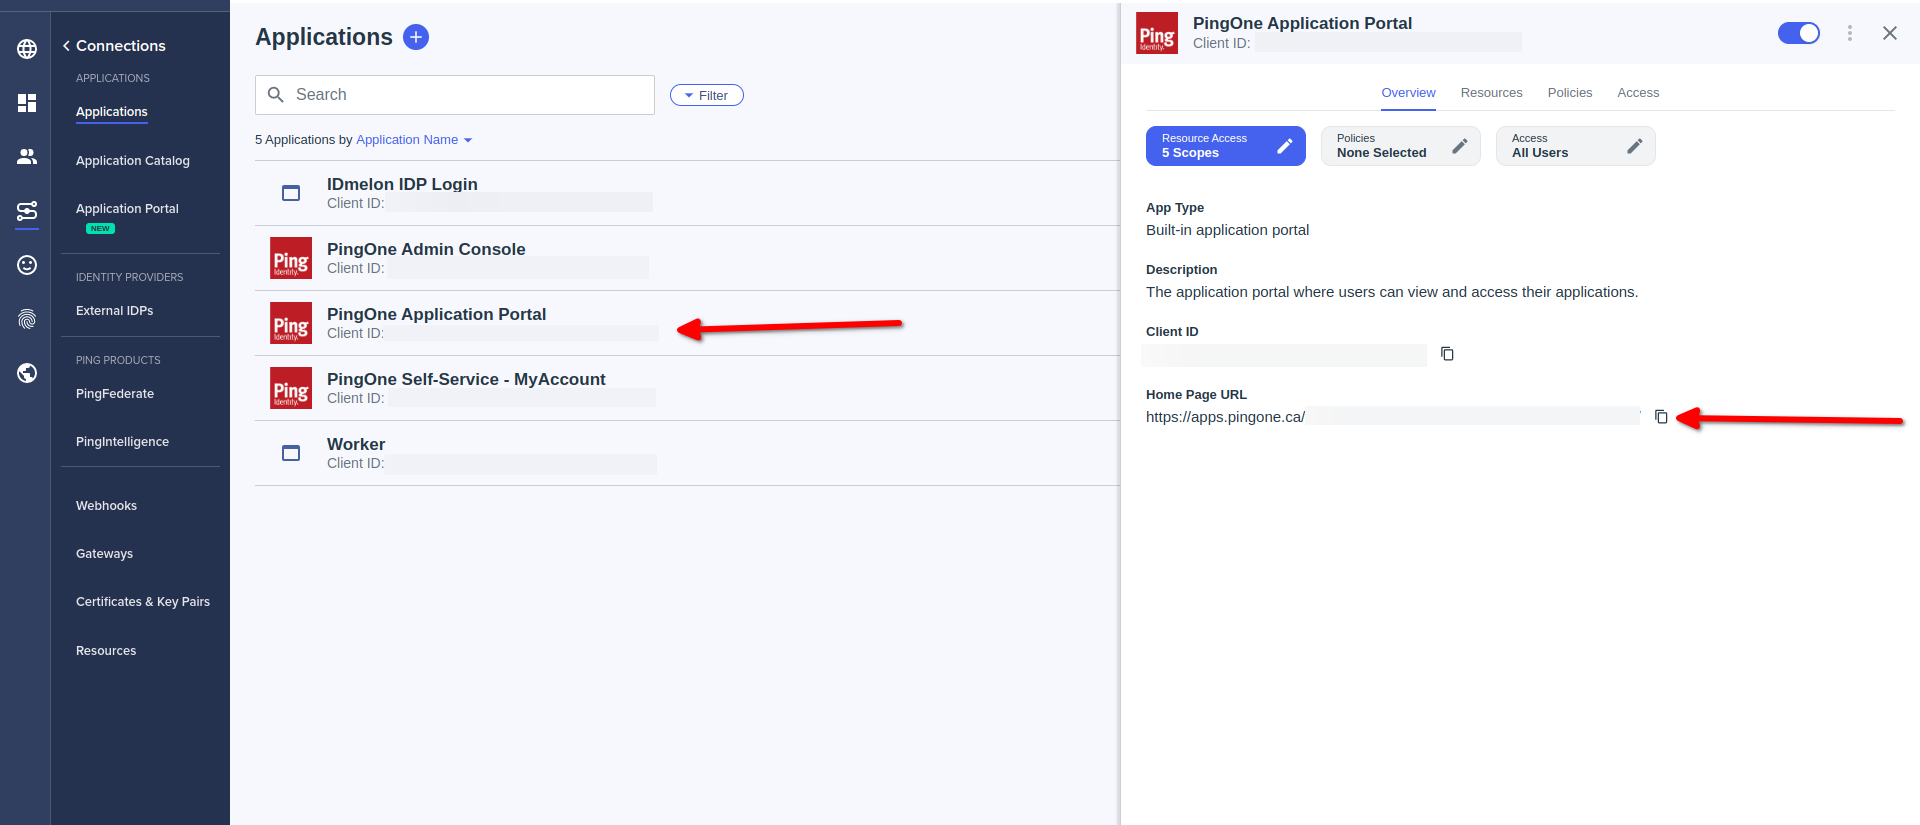 Connections
APPLICATIONS
Applications
Application Catalog
Application Portal
NEW
IDENTITY PROVIDERS
External IDPs
PING PRODUCTS
PingFederate
PingIntelligence
Webhooks
Gateways
Certificates & Key Pairs
Resources
Applications
Search
Filter
5 Applications by Application Name
IDmelon IDP Login
Client ID:
Ping
Identity.
PingOne Admin Console
Client ID:
Ping
Identity.
PingOne Application Portal
Client ID:
Ping
Identity.
PingOne Self-Service - MyAccount
Client ID:
Worker
Client ID:
Ping
Identity.
PingOne Application Portal
Client ID:
Overview Resources Policies Access
Resource Access
5 Scopes
Policies
None Selected
Access
All Users
App Type
Built-in application portal
Description
The application portal where users can view and access their applications.
Client ID
Home Page URL
https://apps.pingone.ca/